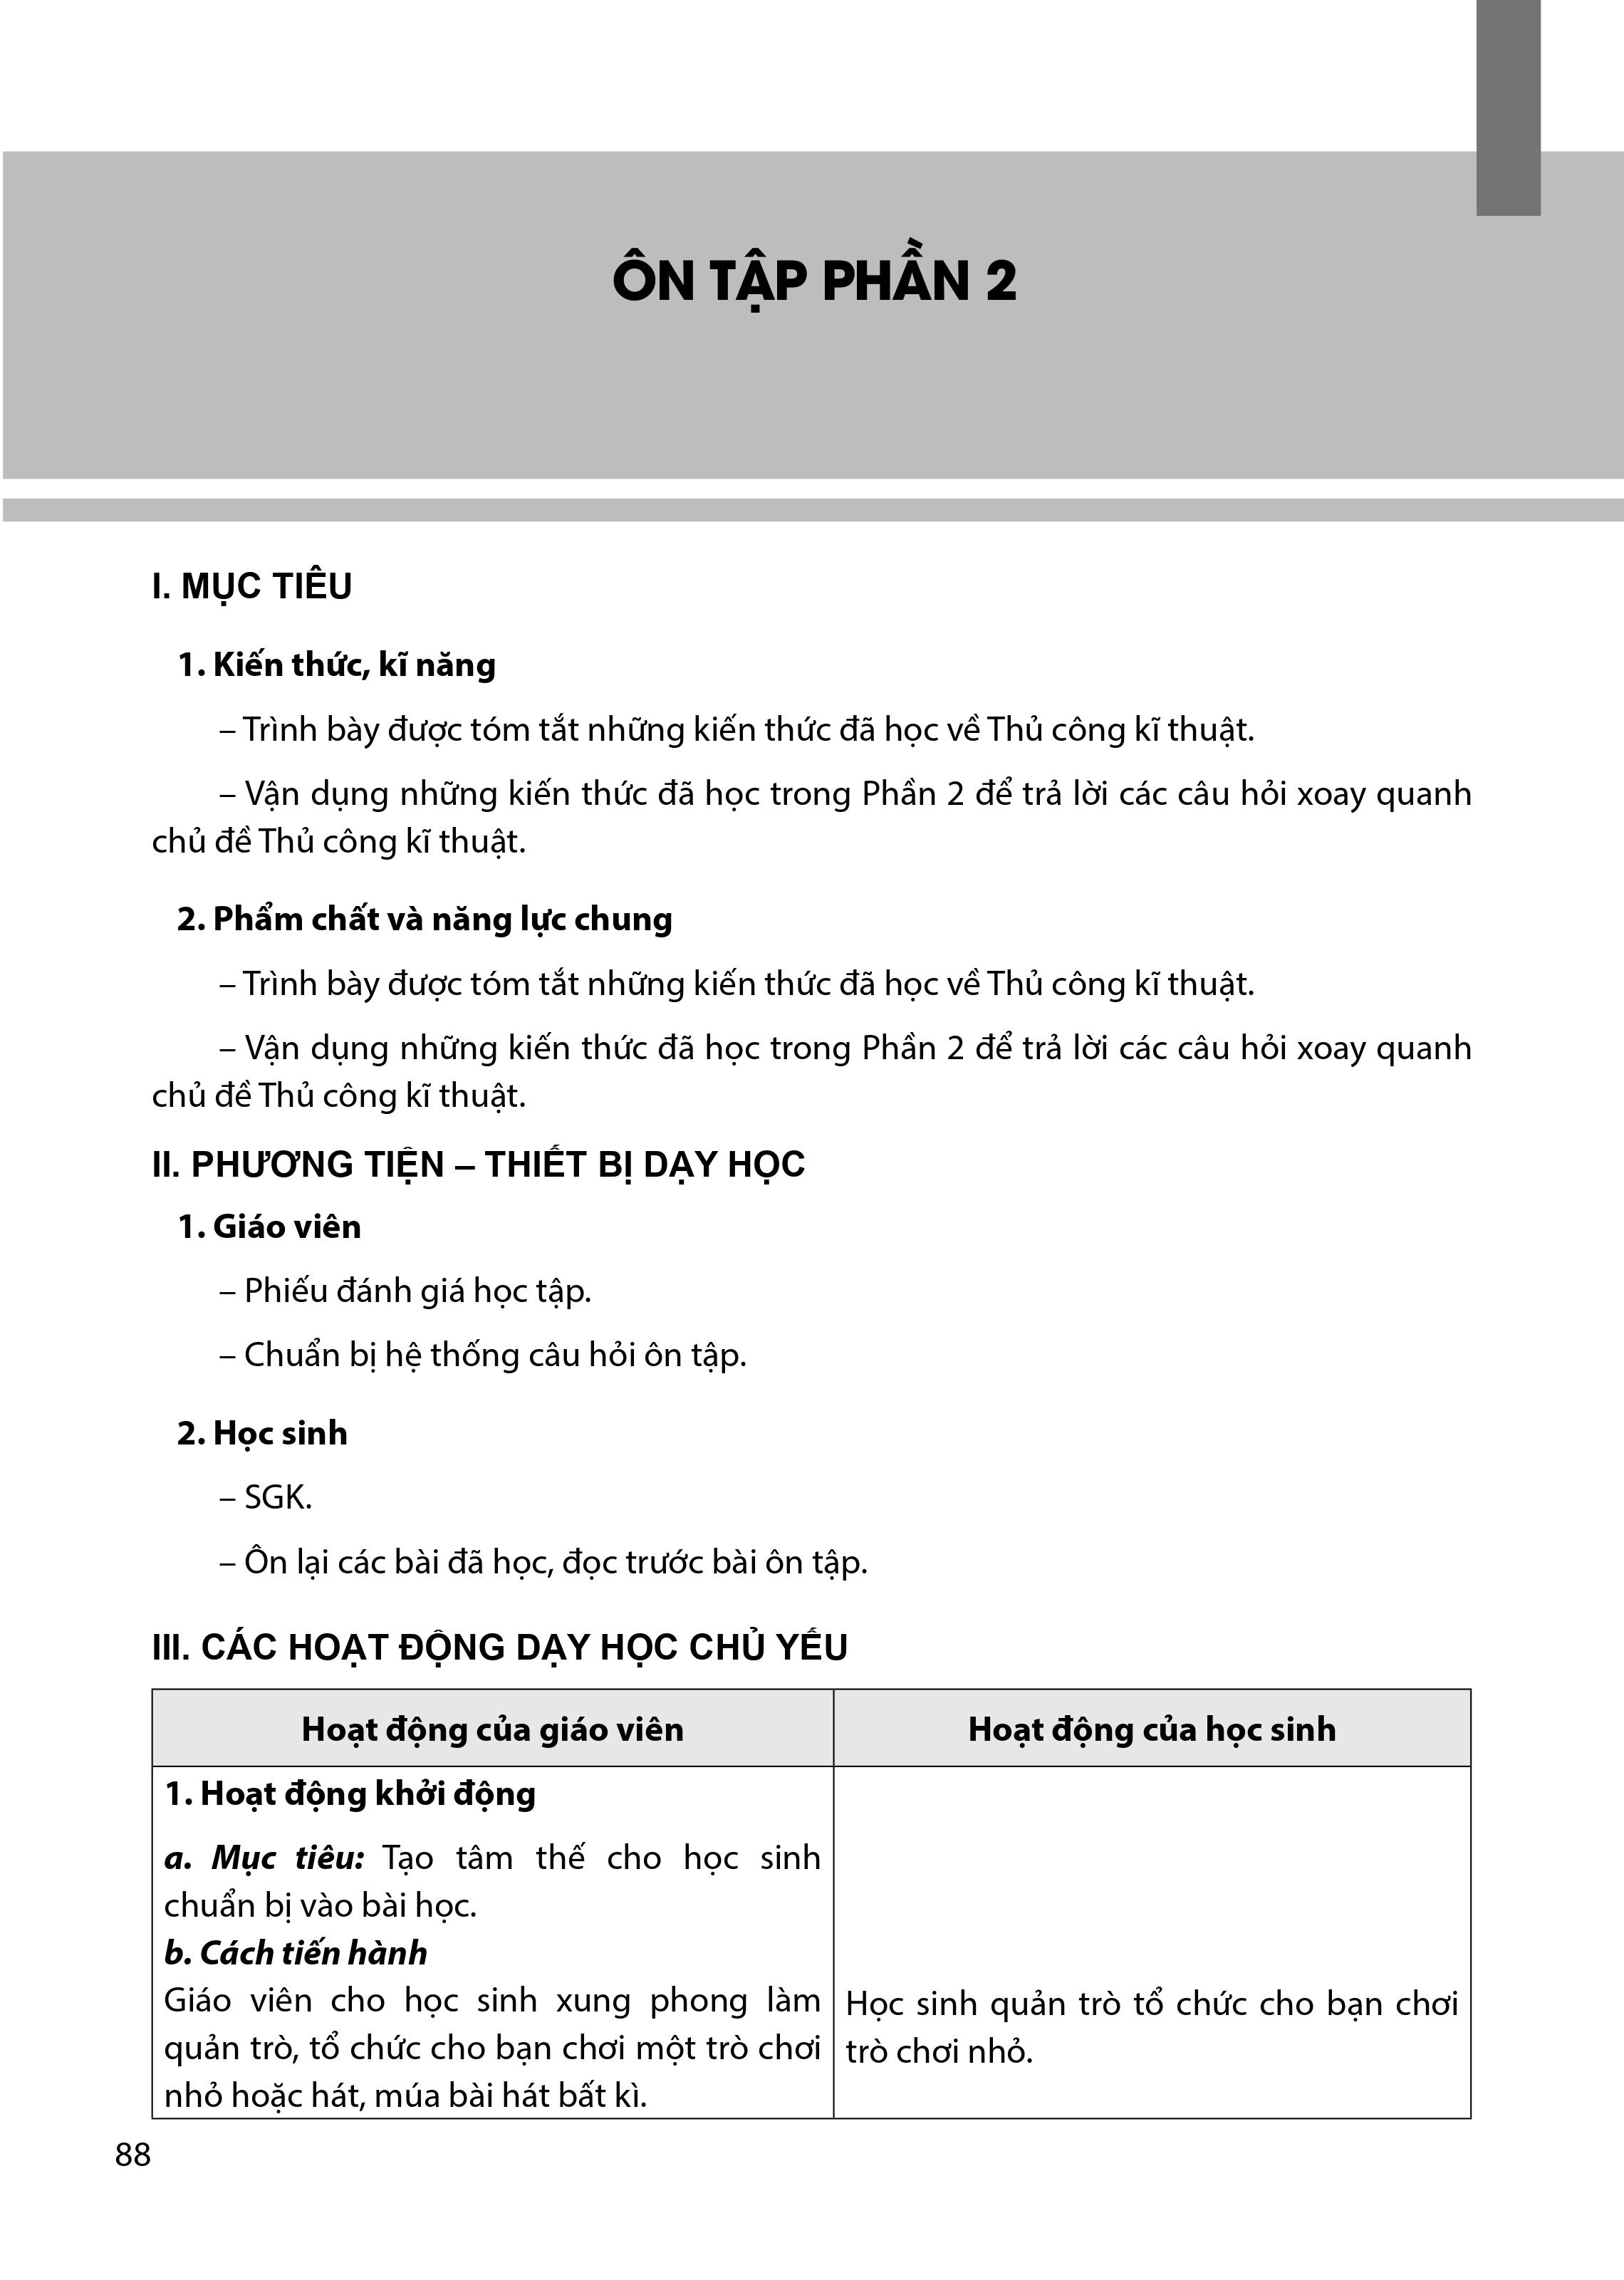 ÔN TẬP PHẦN 2
I. MỤC TIÊU
1. Kiến thức, kĩ năng
– Trình bày được tóm tắt những kiến thức đã học về Thủ công kĩ thuật.
– Vận dụng những kiến thức đã học trong Phần 2 để trả lời các câu hỏi xoay quanh
chủ đề Thủ công kĩ thuật.
2. Phẩm chất và năng lực chung
– Trình bày được tóm tắt những kiến thức đã học về Thủ công kĩ thuật.
– Vận dụng những kiến thức đã học trong Phần 2 để trả lời các câu hỏi xoay quanh
chủ đề Thủ công kĩ thuật.
II. PHƯƠNG TIỆN – THIẾT BỊ DẠY HỌC
1. Giáo viên
– Phiếu đánh giá học tập.
– Chuẩn bị hệ thống câu hỏi ôn tập.
2. Học sinh
– SGK.
– Ôn lại các bài đã học, đọc trước bài ôn tập.
III. CÁC HOẠT ĐỘNG DẠY HỌC CHỦ YẾU
Hoạt động của giáo viên
Hoạt động của học sinh
1. Hoạt động khởi động
a. Mục tiêu: Tạo tâm thế cho học sinh
chuẩn bị vào bài học.
b. Cách tiến hành
Giáo viên cho học sinh xung phong làm
quản trò, tổ chức cho bạn chơi một trò chơi
nhỏ hoặc hát, múa bài hát bất kì.
Học sinh quản trò tổ chức cho bạn chơi
trò chơi nhỏ.
88